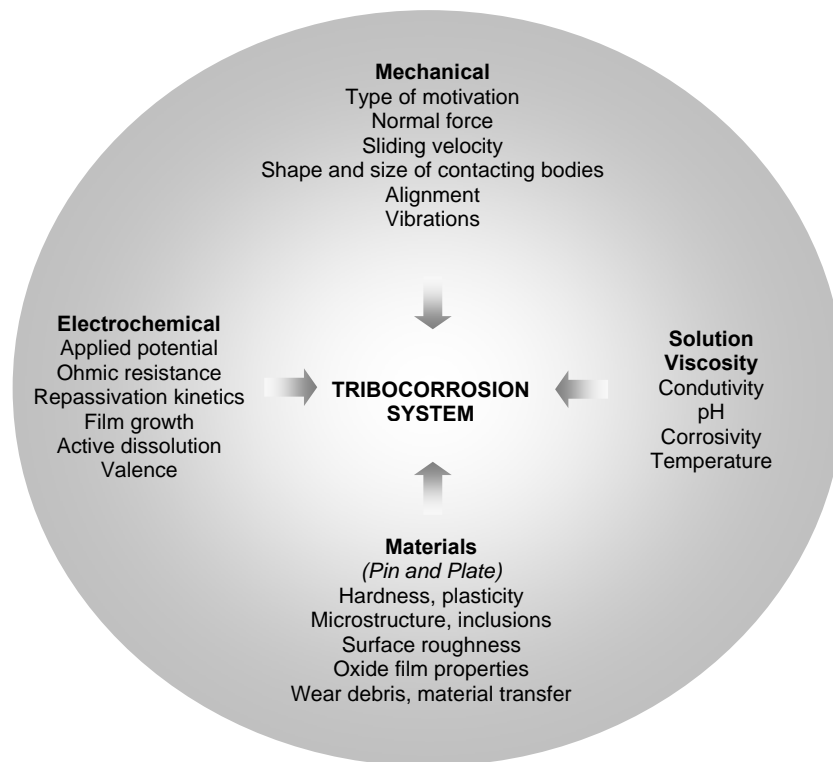 Mechanical
Type of motivation
Normal force
Sliding velocity
Shape and size of contacting bodies
Alignment
Vibrations
Electrochemical
Applied potential
Ohmic resistance
Repassivation kinetics
Film growth
Active dissolution
Valence
TRIBOCORROSION
SYSTEM
Solution
Viscosity
Condutivity
pH
Corrosivity
Temperature
Materials
(Pin and Plate)
Hardness, plasticity
Microstructure, inclusions
Surface roughness
Oxide film properties
Wear debris, material transfer